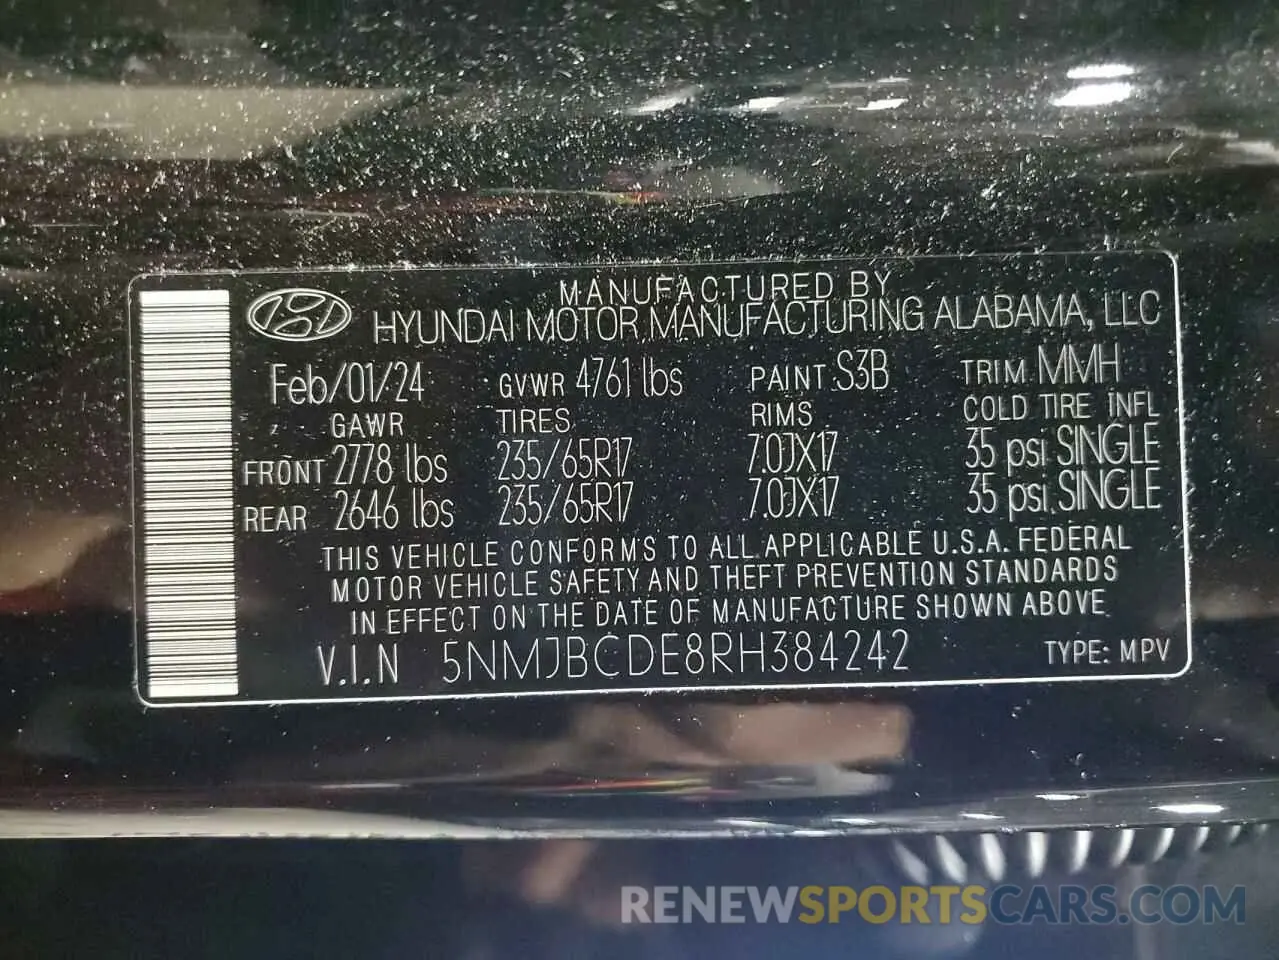 MANUFACTURED BY
HYUNDAI MOTOR MANUFACTURING ALABAMA, LLC
Feb/01/24 GVWR 4761 lbs PAINT S3B TRIM MMH
GAWR TIRES RIMS COLD TIRE INFL
FRONT 2778 lbs 235/65R17 7.0JX17 35 psi SINGLE
REAR 2646 lbs 235/65R17 7.0JX17 35 psi SINGLE
THIS VEHICLE CONFORMS TO ALL APPLICABLE U.S.A. FEDERAL
MOTOR VEHICLE SAFETY AND THEFT PREVENTION STANDARDS
IN EFFECT ON THE DATE OF MANUFACTURE SHOWN ABOVE
V.I.N 5NMJBCDE8RH384242 TYPE: MPV
RENEWSPORTSCARS.COM